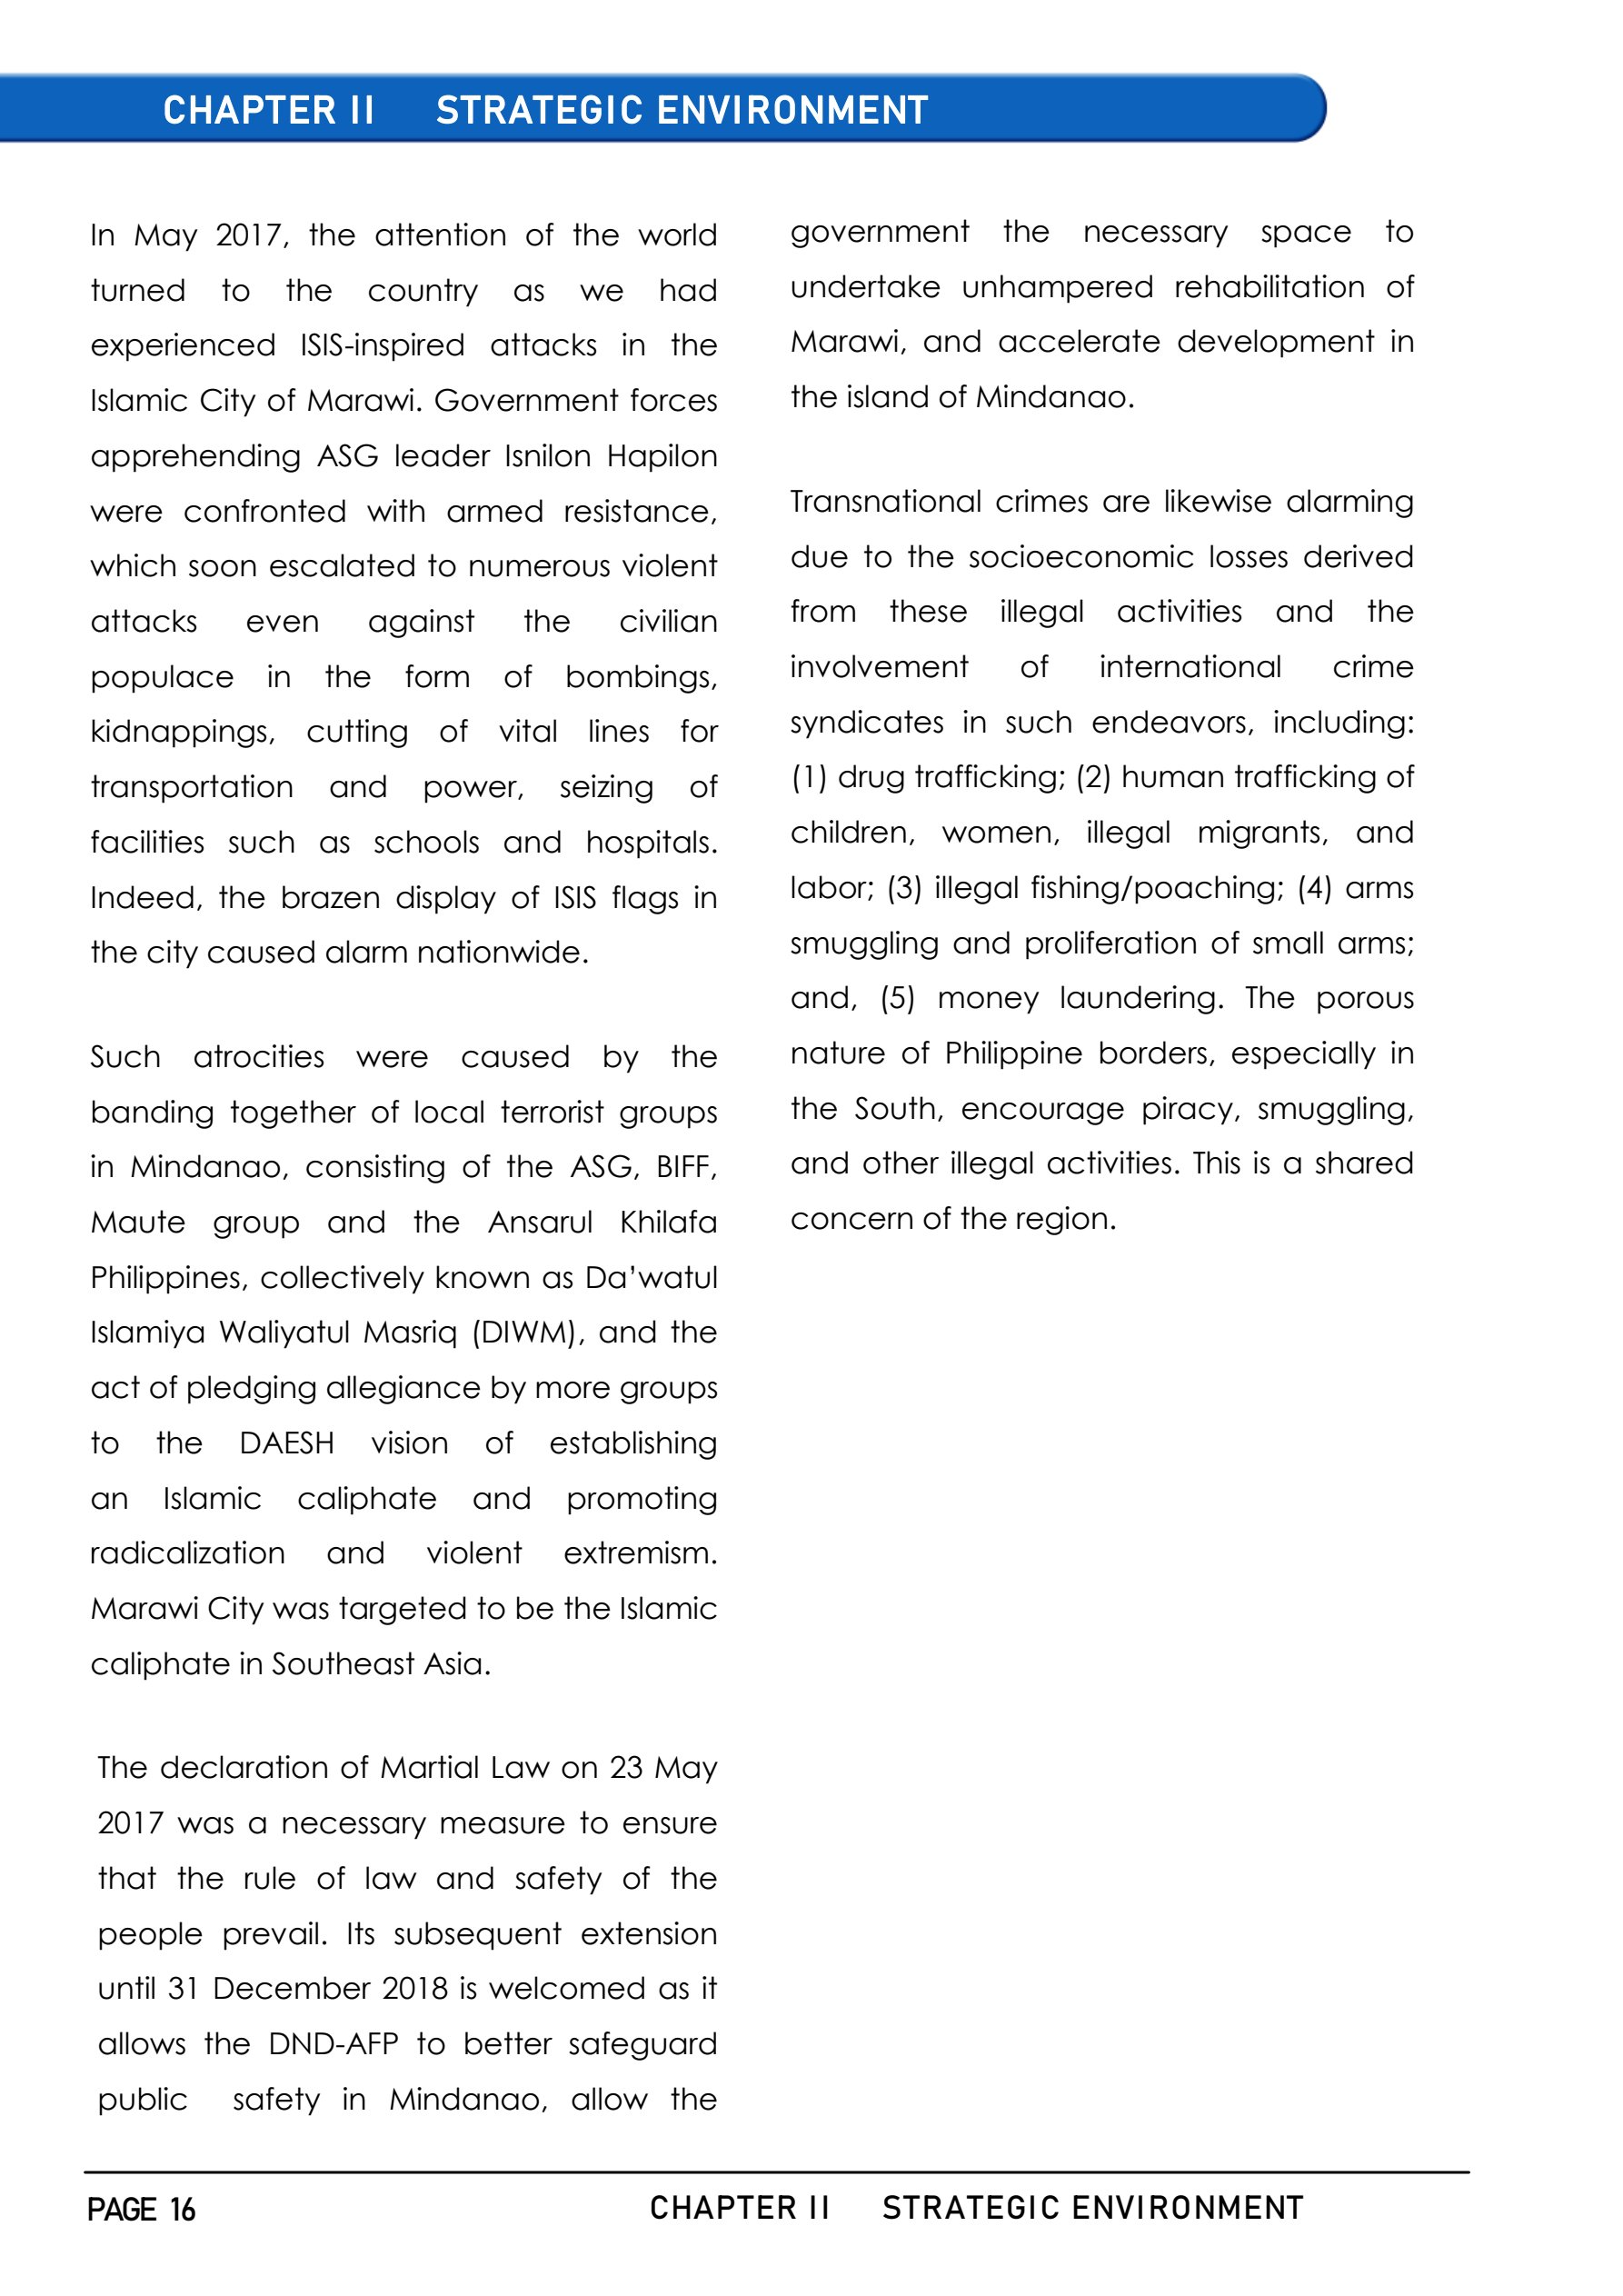 CHAPTER II STRATEGIC ENVIRONMENT
In May 2017, the attention of the world
turned to the country as we had
experienced ISIS-inspired attacks in the
Islamic City of Marawi. Government forces
apprehending ASG leader Isnilon Hapilon
were confronted with armed resistance,
which soon escalated to numerous violent
attacks even against the civilian
populace in the form of bombings,
kidnappings, cutting of vital lines for
transportation and power, seizing of
facilities such as schools and hospitals.
Indeed, the brazen display of ISIS flags in
the city caused alarm nationwide.
Such atrocities were caused by the
banding together of local terrorist groups
in Mindanao, consisting of the ASG, BIFF,
Maute group and the Ansarul Khilafa
Philippines, collectively known as Da'watul
Islamiya Waliyatul Masriq (DIWM), and the
act of pledging allegiance by more groups
to the DAESH vision of establishing
an Islamic caliphate and promoting
radicalization and violent extremism.
Marawi City was targeted to be the Islamic
caliphate in Southeast Asia.
The declaration of Martial Law on 23 May
2017 was a necessary measure to ensure
that the rule of law and safety of the
people prevail. Its subsequent extension
until 31 December 2018 is welcomed as it
allows the DND-AFP to better safeguard
public safety in Mindanao, allow the
government the necessary space to
undertake unhampered rehabilitation of
Marawi, and accelerate development in
the island of Mindanao.
Transnational crimes are likewise alarming
due to the socioeconomic losses derived
from these illegal activities and the
involvement of international crime
syndicates in such endeavors, including:
(1) drug trafficking; (2) human trafficking of
children, women, illegal migrants, and
labor; (3) illegal fishing/poaching; (4) arms
smuggling and proliferation of small arms;
and, (5) money laundering. The porous
nature of Philippine borders, especially in
the South, encourage piracy, smuggling,
and other illegal activities. This is a shared
concern of the region.
PAGE 16
CHAPTER II STRATEGIC ENVIRONMENT